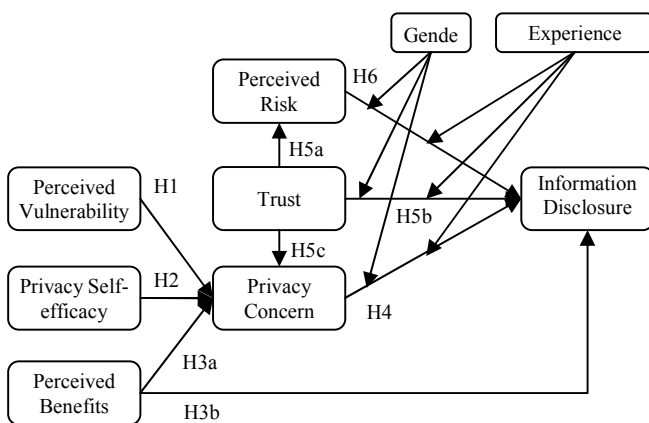 Gende
Experience
Perceived
Risk
H6
H5a
Perceived
Vulnerability
H1
Trust
H5b
Information
Disclosure
H5c
Privacy Self-
efficacy
H2
Privacy
Concern
H4
H3a
Perceived
Benefits
H3b